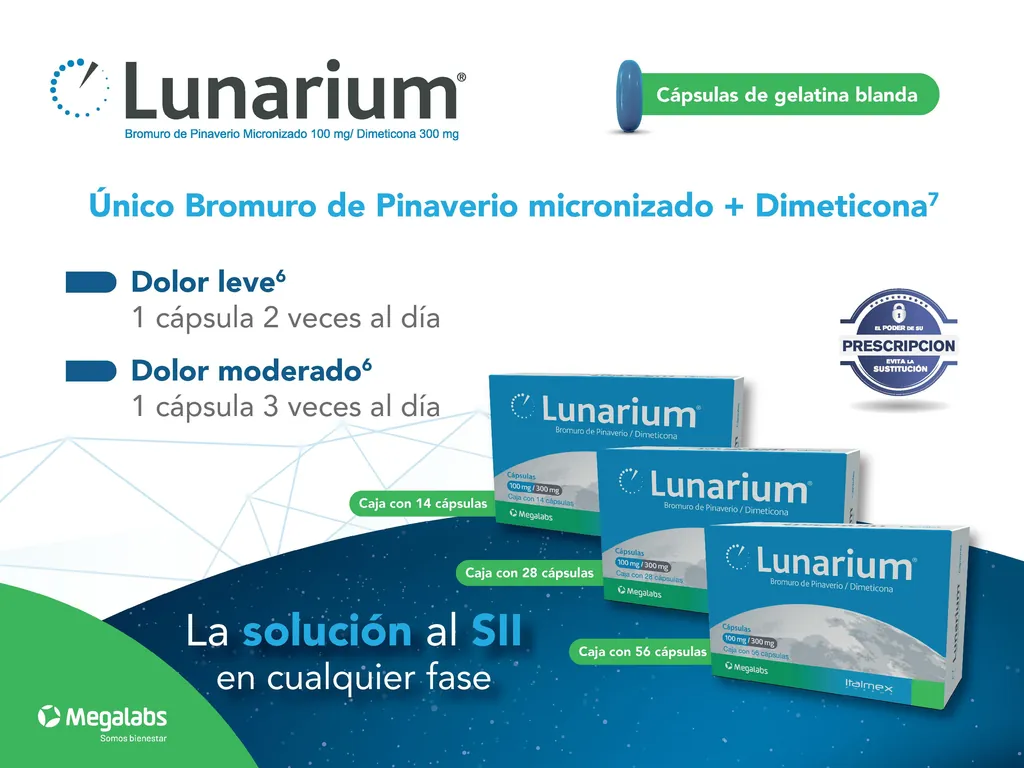 Lunarium®
Bromuro de Pinaverio Micronizado 100 mg/ Dimeticona 300 mg
Cápsulas de gelatina blanda
Único Bromuro de Pinaverio micronizado + Dimeticona⁷
Dolor leve⁶
1 cápsula 2 veces al día
Dolor moderado⁶
1 cápsula 3 veces al día
EL PODER DE SU
PRESCRIPCION
EVITA LA
SUSTITUCIÓN
Lunarium®
Bromuro de Pinaverio / Dimeticona
Cápsulas
100 mg / 300 mg
Caja con 14 cápsulas
Megalabs
Caja con 14 cápsulas
Lunarium®
Bromuro de Pinaverio / Dimeticona
Cápsulas
100 mg / 300 mg
Caja con 28 cápsulas
Megalabs
Caja con 28 cápsulas
Lunarium®
Bromuro de Pinaverio / Dimeticona
Cápsulas
100 mg / 300 mg
Caja con 56 cápsulas
Megalabs
Italmex
Lunarium
Caja con 56 cápsulas
La solución al SII
en cualquier fase
Megalabs
Somos bienestar